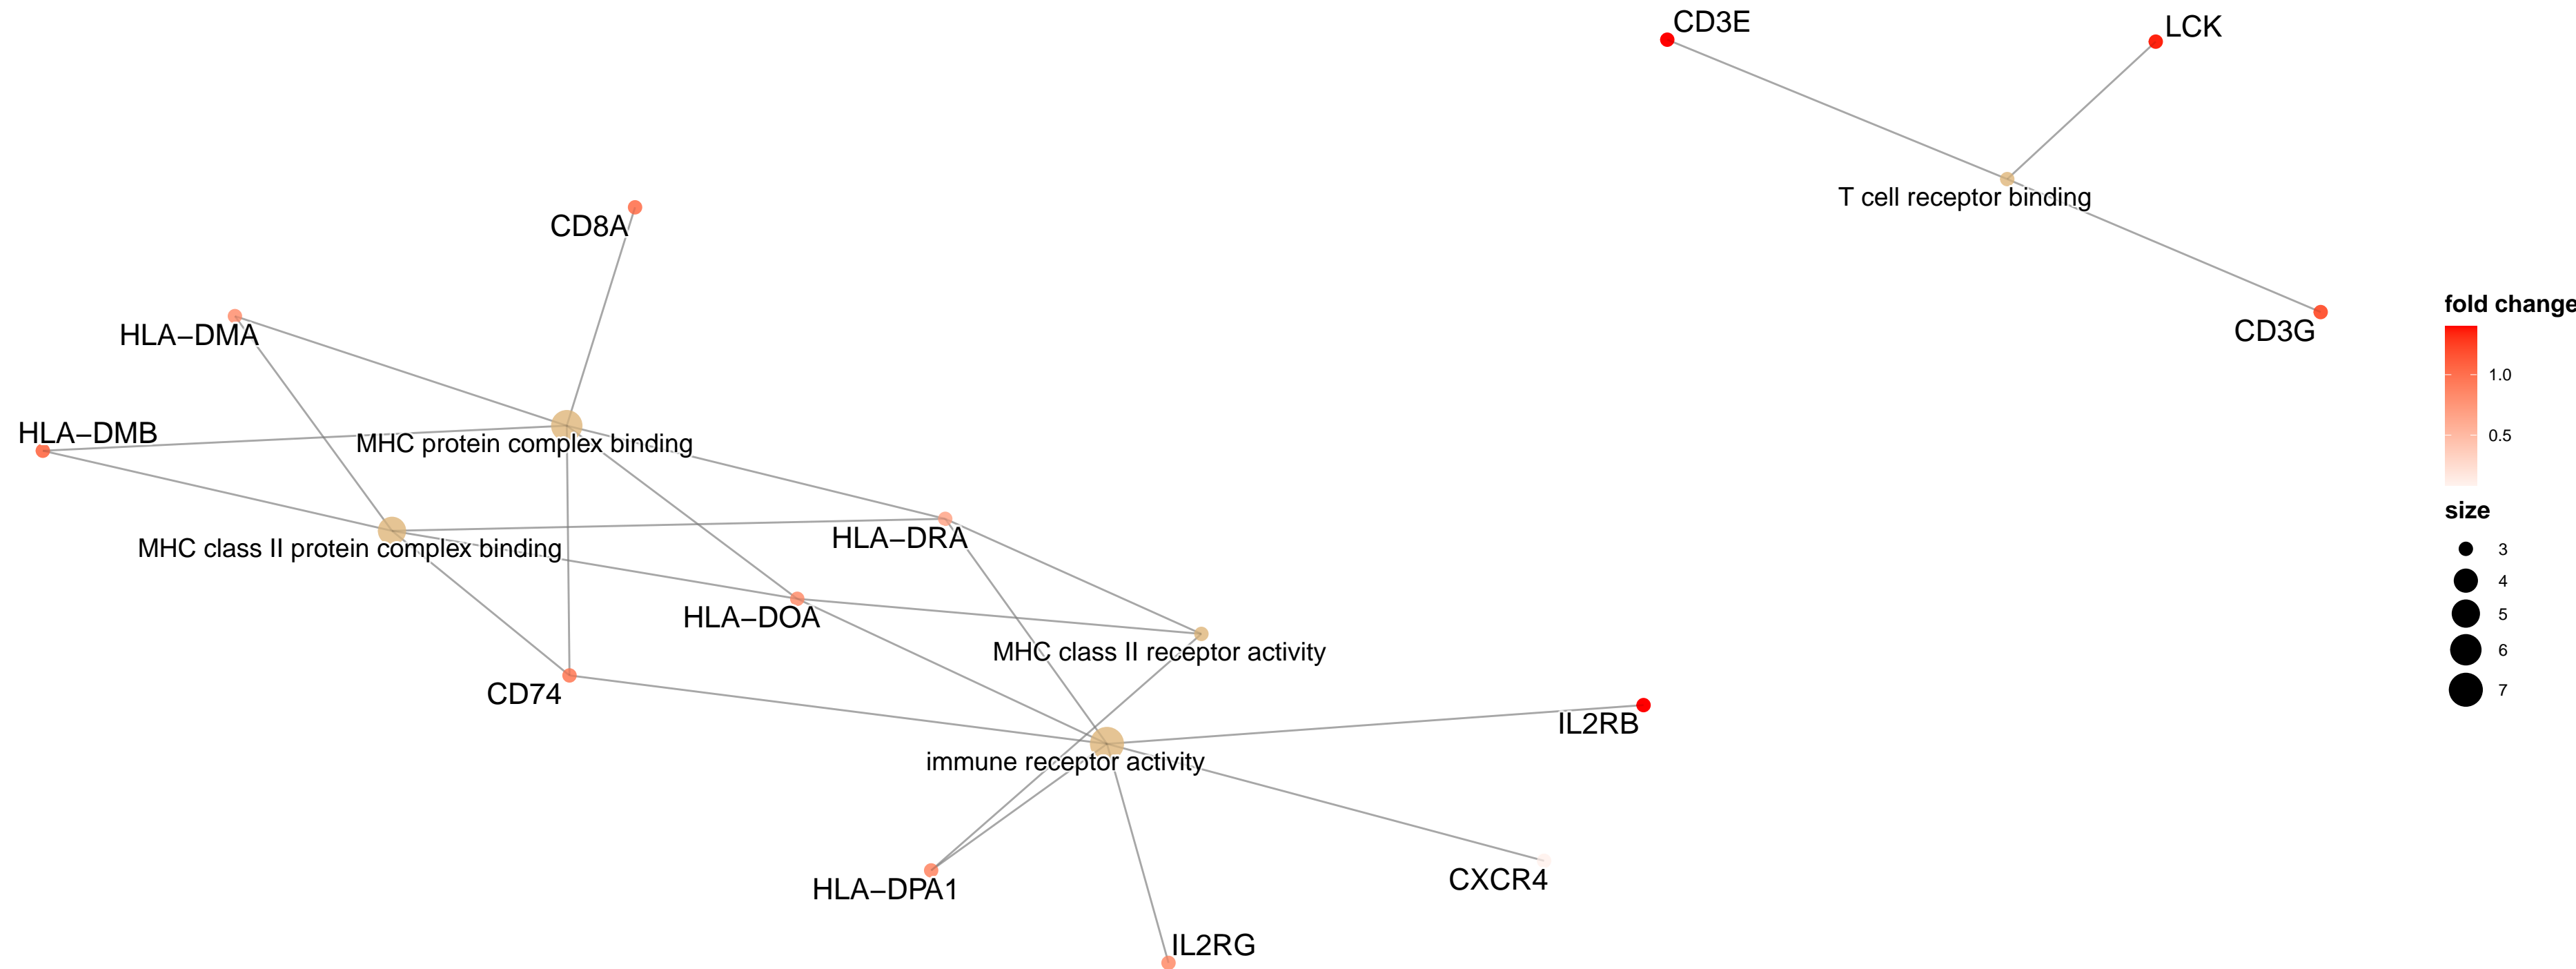 CD3E
LCK
T cell receptor binding
CD8A
CD3G
HLA−DMA
HLA−DMB
MHC protein complex binding
MHC class II protein complex binding
HLA−DRA
HLA−DOA
MHC class II receptor activity
CD74
IL2RB
immune receptor activity
CXCR4
HLA−DPA1
IL2RG
fold change
1.0
0.5
size
3
4
5
6
7